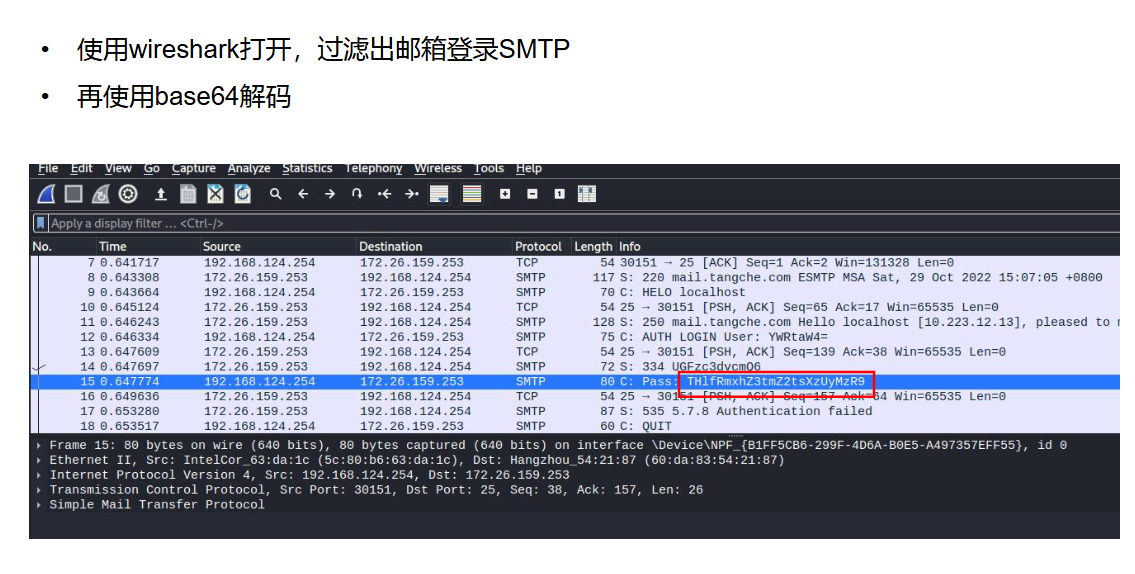 • 使用wireshark打开，过滤出邮箱登录SMTP
• 再使用base64解码
File Edit View Go Capture Analyze Statistics Telephony Wireless Tools Help
Apply a display filter … <Ctrl-/>
No. Time Source Destination Protocol Length Info
7 0.641717 192.168.124.254 172.26.159.253 TCP 54 30151 → 25 [ACK] Seq=1 Ack=2 Win=131328 Len=0
8 0.643308 172.26.159.253 192.168.124.254 SMTP 117 S: 220 mail.tangche.com ESMTP MSA Sat, 29 Oct 2022 15:07:05 +0800
9 0.643664 192.168.124.254 172.26.159.253 SMTP 70 C: HELO localhost
10 0.645124 172.26.159.253 192.168.124.254 TCP 54 25 → 30151 [PSH, ACK] Seq=65 Ack=17 Win=65535 Len=0
11 0.646243 172.26.159.253 192.168.124.254 SMTP 128 S: 250 mail.tangche.com Hello localhost [10.223.12.13], pleased to
12 0.646334 192.168.124.254 172.26.159.253 SMTP 75 C: AUTH LOGIN User: YWRtaW4=
13 0.647609 172.26.159.253 192.168.124.254 TCP 54 25 → 30151 [PSH, ACK] Seq=139 Ack=38 Win=65535 Len=0
14 0.647697 172.26.159.253 192.168.124.254 SMTP 72 S: 334 UGFzc3dvcmQ6
15 0.647774 192.168.124.254 172.26.159.253 SMTP 80 C: Pass: THlfRmxhZ3tmZ2tsXzUyMzR9
16 0.649636 172.26.159.253 192.168.124.254 TCP 54 25 → 30151 [PSH, ACK] Seq=157 Ack=64 Win=65535 Len=0
17 0.653280 172.26.159.253 192.168.124.254 SMTP 87 S: 535 5.7.8 Authentication failed
18 0.653517 192.168.124.254 172.26.159.253 SMTP 60 C: QUIT
Frame 15: 80 bytes on wire (640 bits), 80 bytes captured (640 bits) on interface \Device\NPF_{B1FF5CB6-299F-4D6A-B0E5-A497357EFF55}, id 0
Ethernet II, Src: IntelCor_63:da:1c (5c:80:b6:63:da:1c), Dst: Hangzhou_54:21:87 (60:da:83:54:21:87)
Internet Protocol Version 4, Src: 192.168.124.254, Dst: 172.26.159.253
Transmission Control Protocol, Src Port: 30151, Dst Port: 25, Seq: 38, Ack: 157, Len: 26
Simple Mail Transfer Protocol